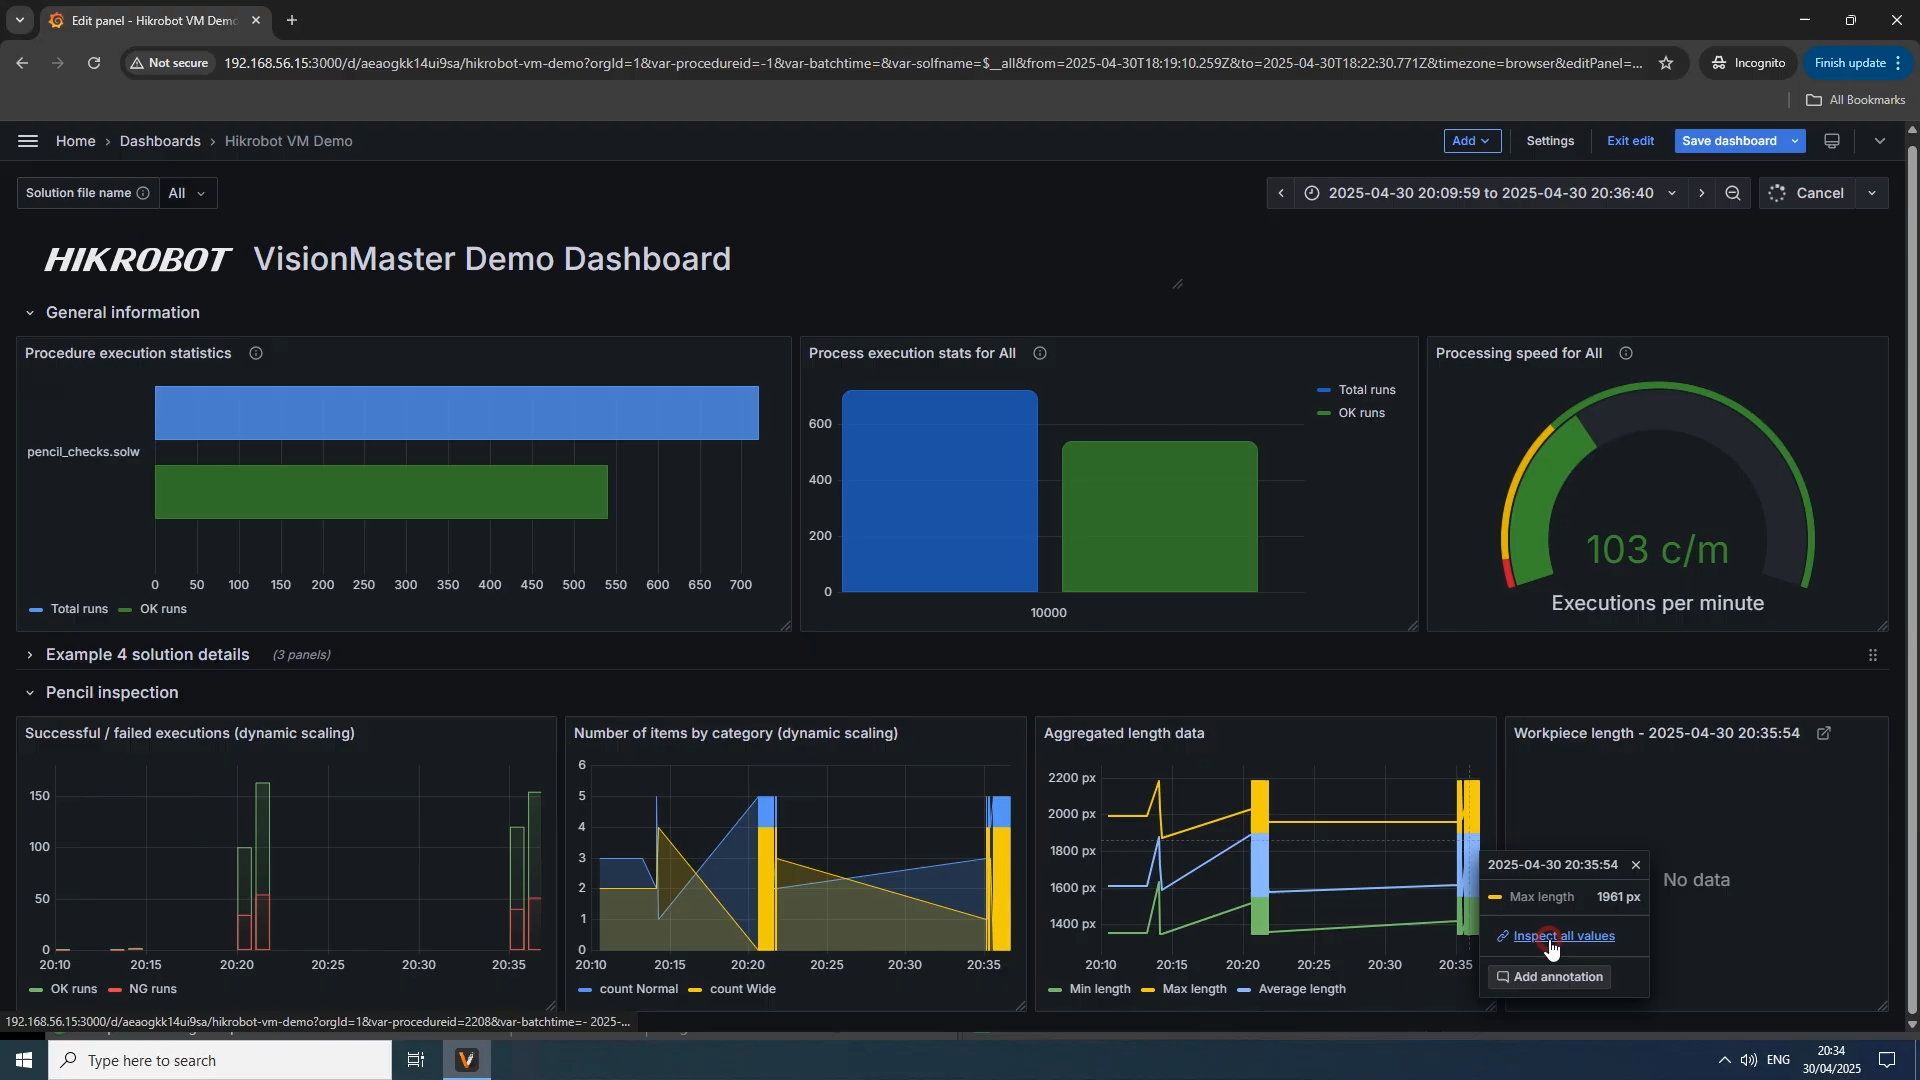 Edit panel - Hikrobot VM Demo
Not secure
192.168.56.15:3000/d/aeaogkk14ui9sa/hikrobot-vm-demo?orgId=1&var-procedureid=-1&var-batchtime=&var-solfname=$__all&from=2025-04-30T18:19:10.259Z&to=2025-04-30T18:22:30.771Z&timezone=browser&editPanel=...
Incognito
Finish update
All Bookmarks
Home > Dashboards > Hikrobot VM Demo
Add
Settings
Exit edit
Save dashboard
Solution file name
All
2025-04-30 20:09:59 to 2025-04-30 20:36:40
Cancel
HIKROBOT VisionMaster Demo Dashboard
General information
Procedure execution statistics
pencil_checks.solw
0 50 100 150 200 250 300 350 400 450 500 550 600 650 700
Total runs OK runs
Process execution stats for All
600
400
200
0
10000
Total runs
OK runs
Processing speed for All
103 c/m
Executions per minute
Example 4 solution details (3 panels)
Pencil inspection
Successful / failed executions (dynamic scaling)
150
100
50
0
20:10 20:15 20:20 20:25 20:30 20:35
OK runs NG runs
Number of items by category (dynamic scaling)
6
5
4
3
2
1
0
20:10 20:15 20:20 20:25 20:30 20:35
count Normal count Wide
Aggregated length data
2200 px
2000 px
1800 px
1600 px
1400 px
20:10 20:15 20:20 20:25 20:30 20:35
Min length Max length Average length
Workpiece length - 2025-04-30 20:35:54
No data
2025-04-30 20:35:54
Max length 1961 px
Inspect all values
Add annotation
192.168.56.15:3000/d/aeaogkk14ui9sa/hikrobot-vm-demo?orgId=1&var-procedureid=2208&var-batchtime=- 2025-...
Type here to search
ENG
20:34
30/04/2025